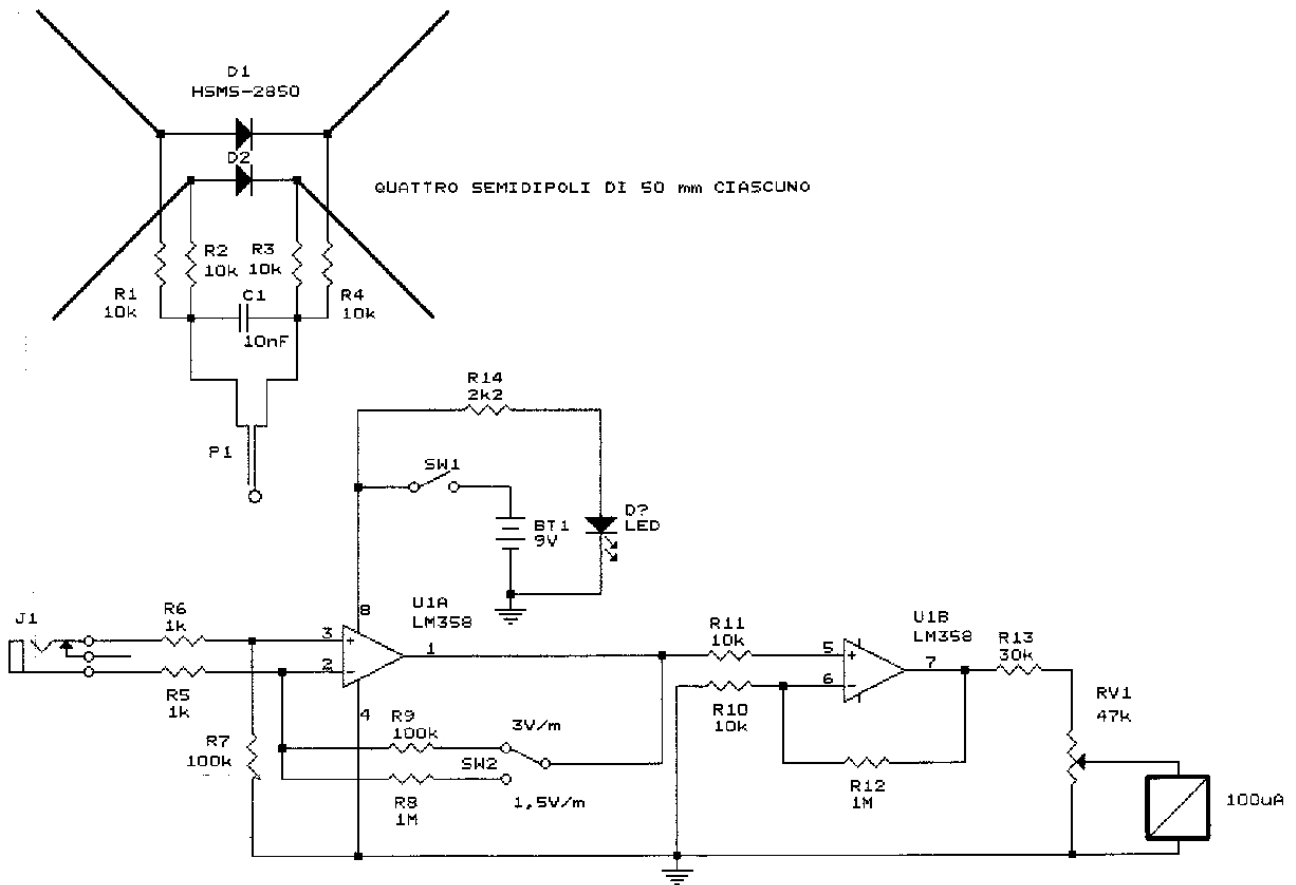 D1
HSMS-2850
D2
QUATTRO SEMIDIPOLI DI 50 mm CIASCUNO
R2
10k
R3
10k
R1
10k
C1
10nF
R4
10k
P1
R14
2k2
SW1
BT1
9V
D?
LED
J1
R6
1k
R5
1k
8
3
+
2
-
4
U1A
LM358
1
R7
100k
R9
100k
3V/m
SW2
R8
1M
1,5V/m
R11
10k
R10
10k
5
+
6
-
U1B
LM358
7
R12
1M
R13
30k
RV1
47k
100uA